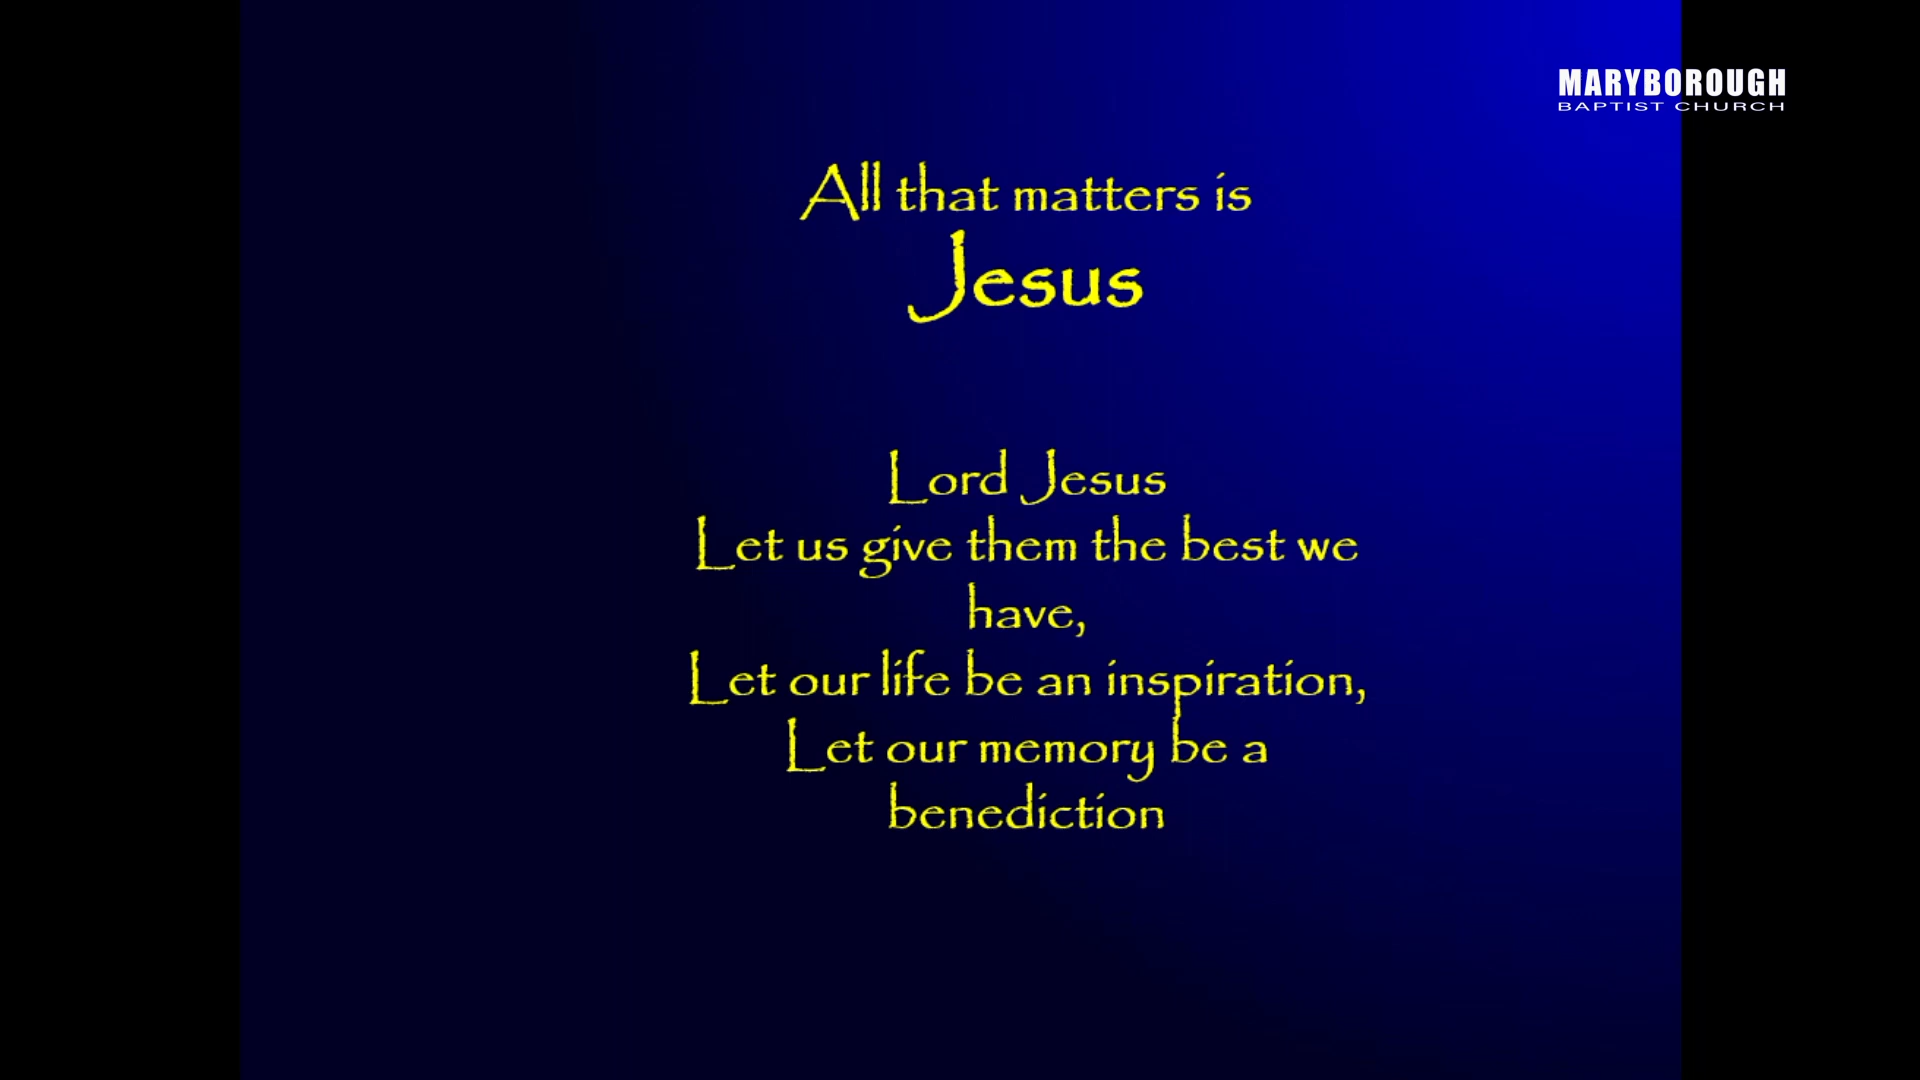 MARYBOROUGH
BAPTIST CHURCH
All that matters is
Jesus
Lord Jesus
Let us give them the best we
have,
Let our life be an inspiration,
Let our memory be a
benediction